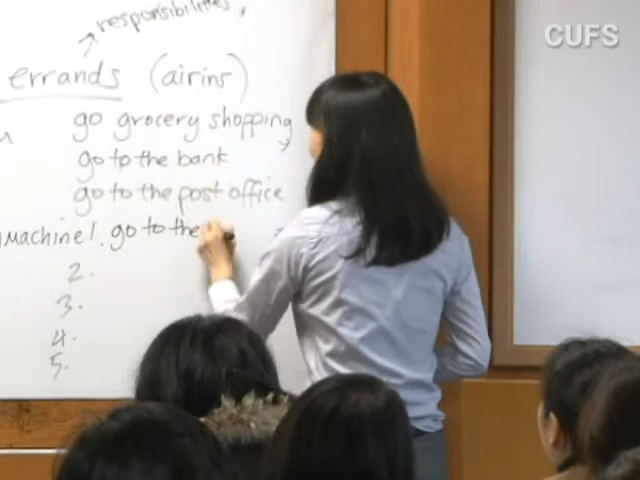 responsibilities,
CUFS
errands (airins)
go grocery shopping
go to the bank
go to the post office
Machine!. go to the
2.
3.
4.
5.